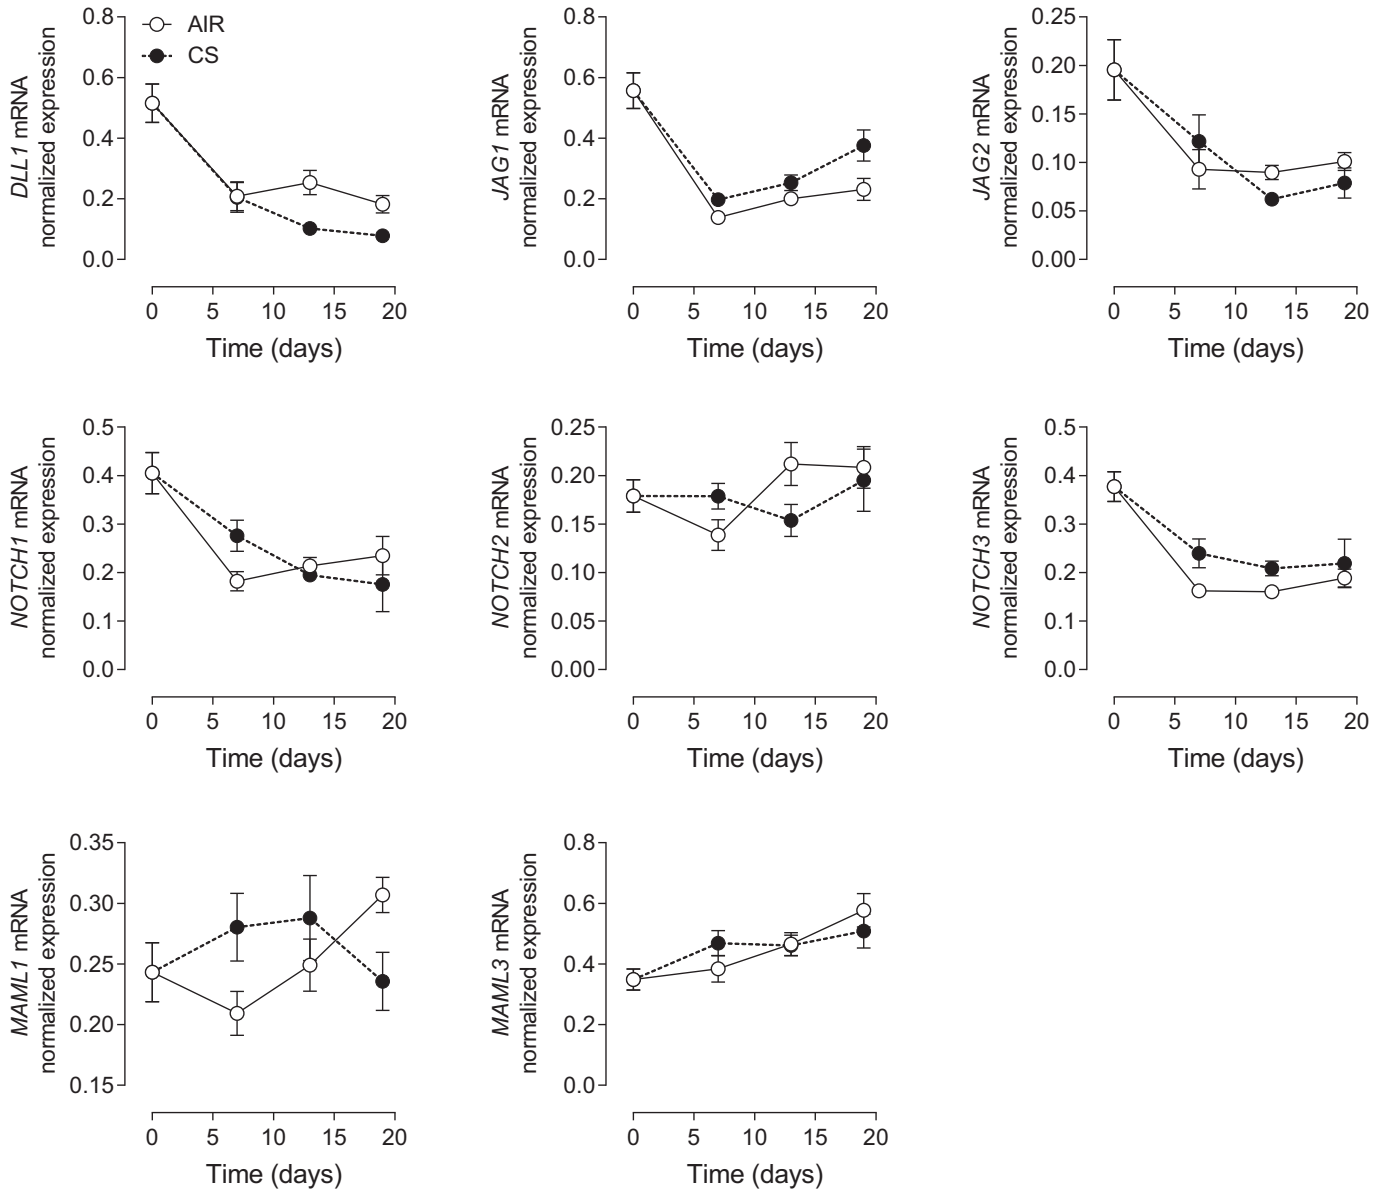 AIR
CS
DLL1 mRNA
normalized expression
0.8
0.6
0.4
0.2
0.0
0 5 10 15 20
Time (days)
JAG1 mRNA
normalized expression
0.8
0.6
0.4
0.2
0.0
0 5 10 15 20
Time (days)
JAG2 mRNA
normalized expression
0.25
0.20
0.15
0.10
0.05
0.00
0 5 10 15 20
Time (days)
NOTCH1 mRNA
normalized expression
0.5
0.4
0.3
0.2
0.1
0.0
0 5 10 15 20
Time (days)
NOTCH2 mRNA
normalized expression
0.25
0.20
0.15
0.10
0.05
0.00
0 5 10 15 20
Time (days)
NOTCH3 mRNA
normalized expression
0.5
0.4
0.3
0.2
0.1
0.0
0 5 10 15 20
Time (days)
MAML1 mRNA
normalized expression
0.35
0.30
0.25
0.20
0.15
0 5 10 15 20
Time (days)
MAML3 mRNA
normalized expression
0.8
0.6
0.4
0.2
0.0
0 5 10 15 20
Time (days)